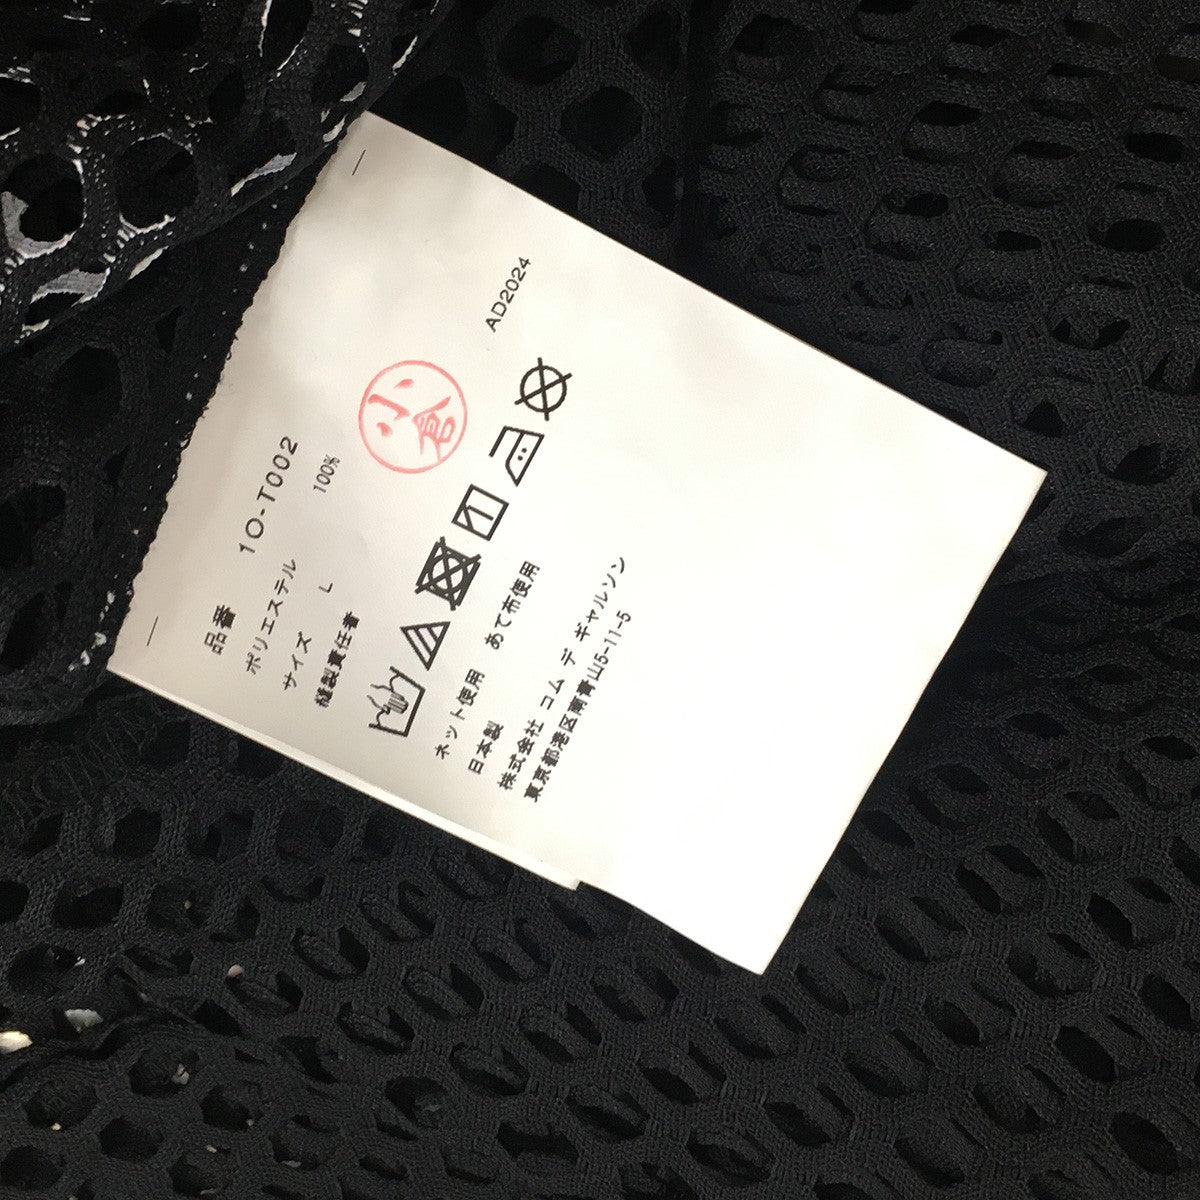 品番 1O-T002
ポリエステル 100%
サイズ L
縫製責任者 小倉
AD2024
ネット使用 あて布使用
日本製
株式会社 コム デ ギャルソン
東京都港区南青山5-11-5